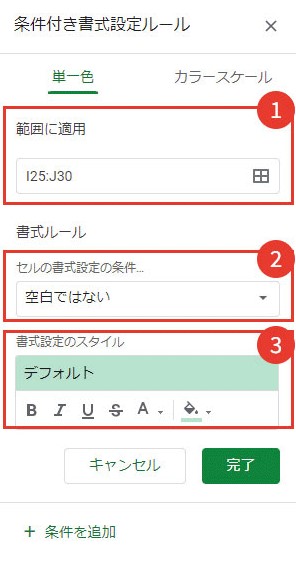 条件付き書式設定ルール ×
単一色 カラースケール
1
範囲に適用
I25:J30
書式ルール
2
セルの書式設定の条件...
空白ではない
3
書式設定のスタイル
デフォルト
B I U S A
キャンセル 完了
+ 条件を追加